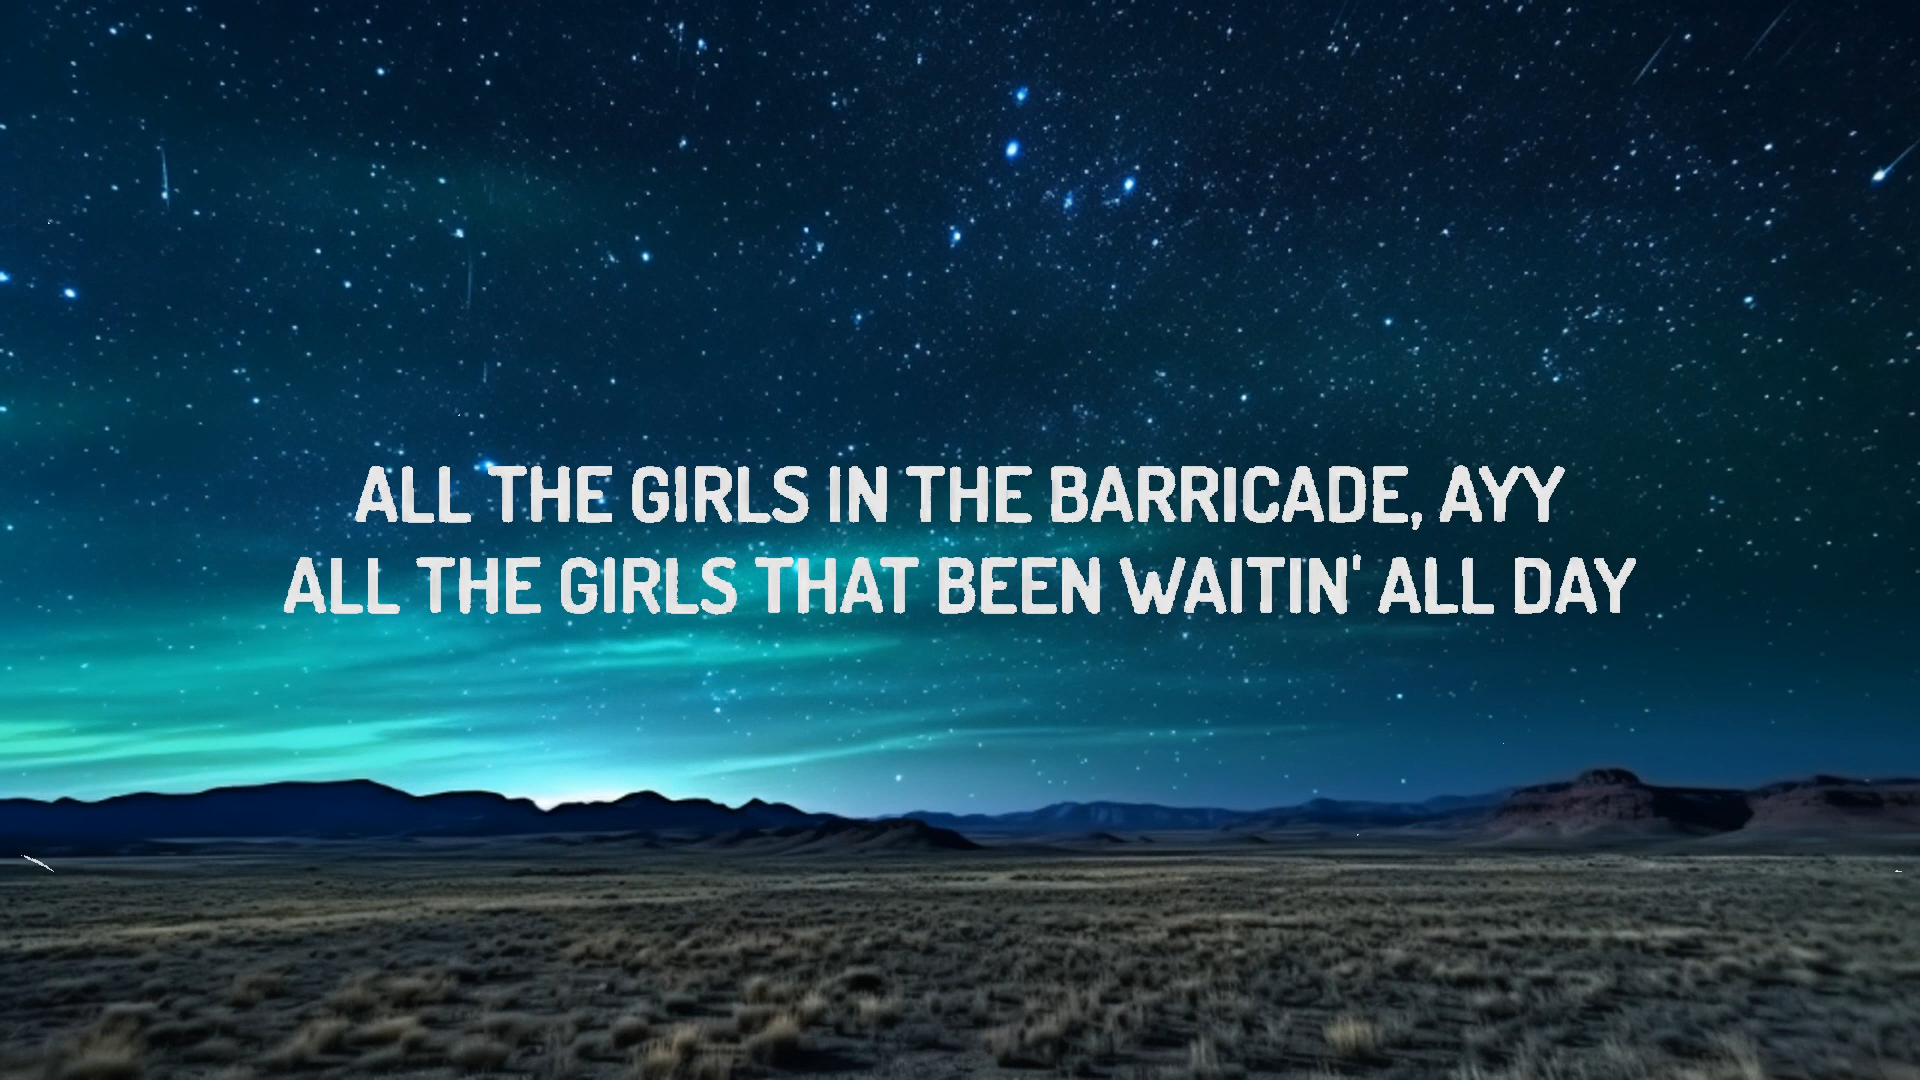 ALL THE GIRLS IN THE BARRICADE, AYY
ALL THE GIRLS THAT BEEN WAITIN' ALL DAY